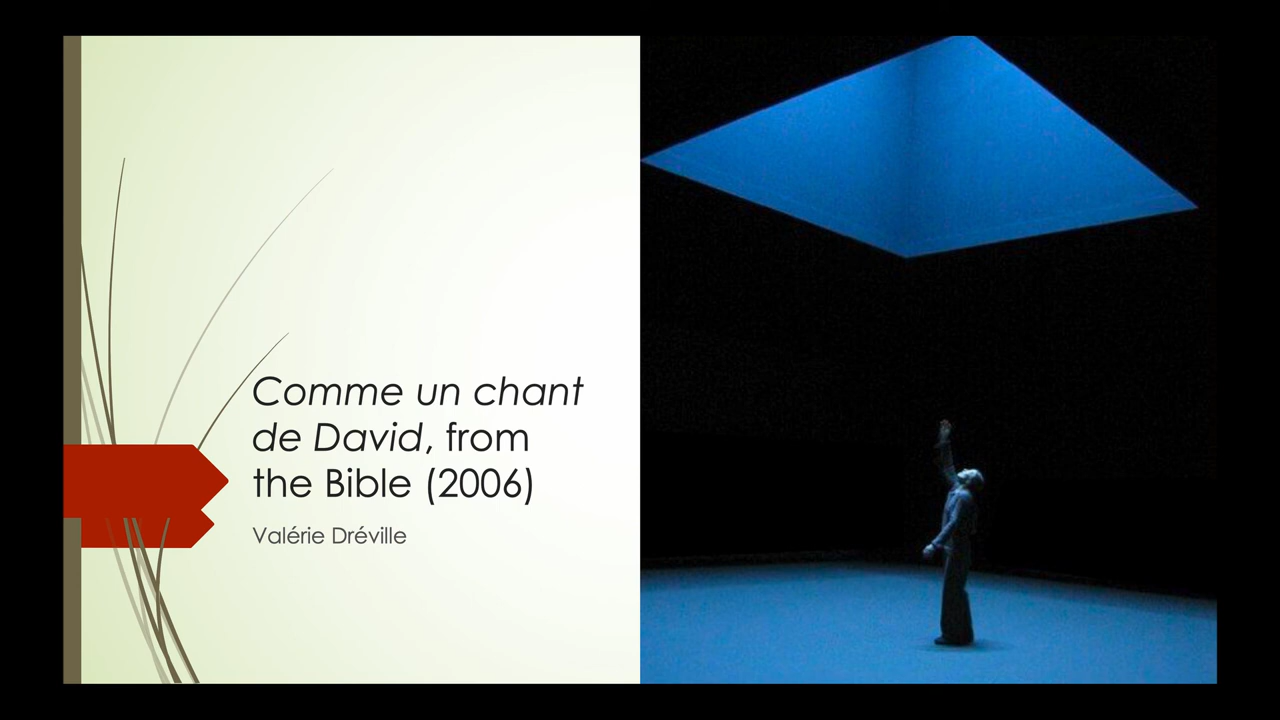 Comme un chant
de David, from
the Bible (2006)
Valérie Dréville